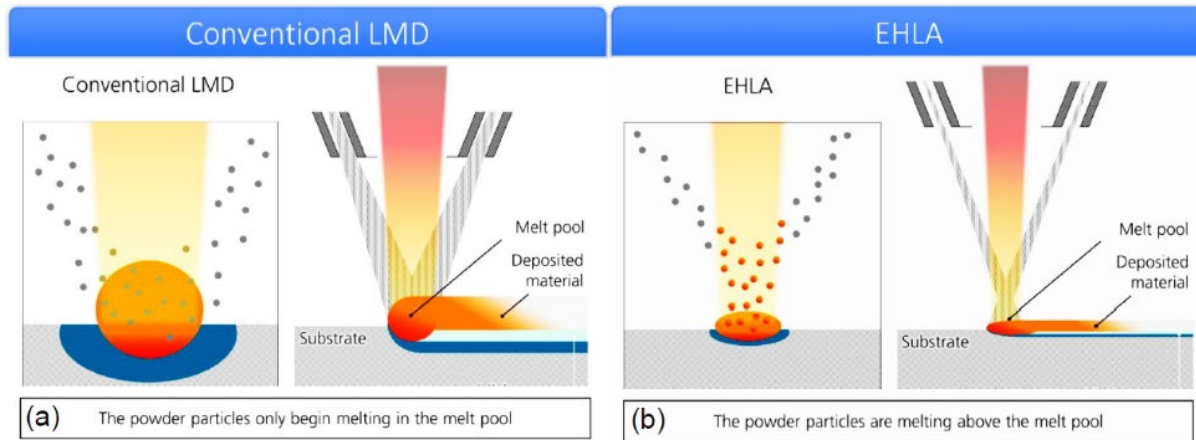 Conventional LMD
Conventional LMD
Melt pool
Deposited
material
Substrate
(a) The powder particles only begin melting in the melt pool
EHLA
EHLA
Melt pool
Deposited
material
Substrate
(b) The powder particles are melting above the melt pool